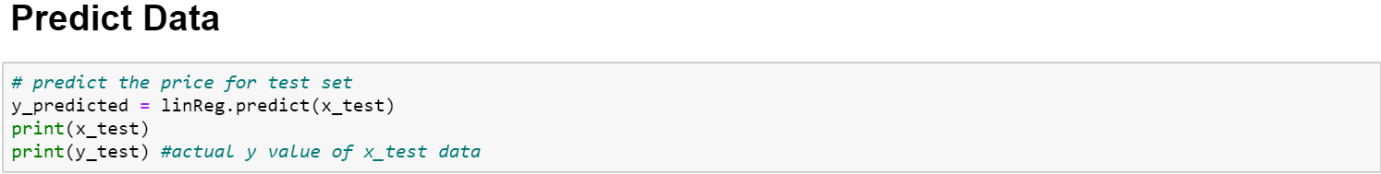 Predict Data
# predict the price for test set
y_predicted = linReg.predict(x_test)
print(x_test)
print(y_test) #actual y value of x_test data